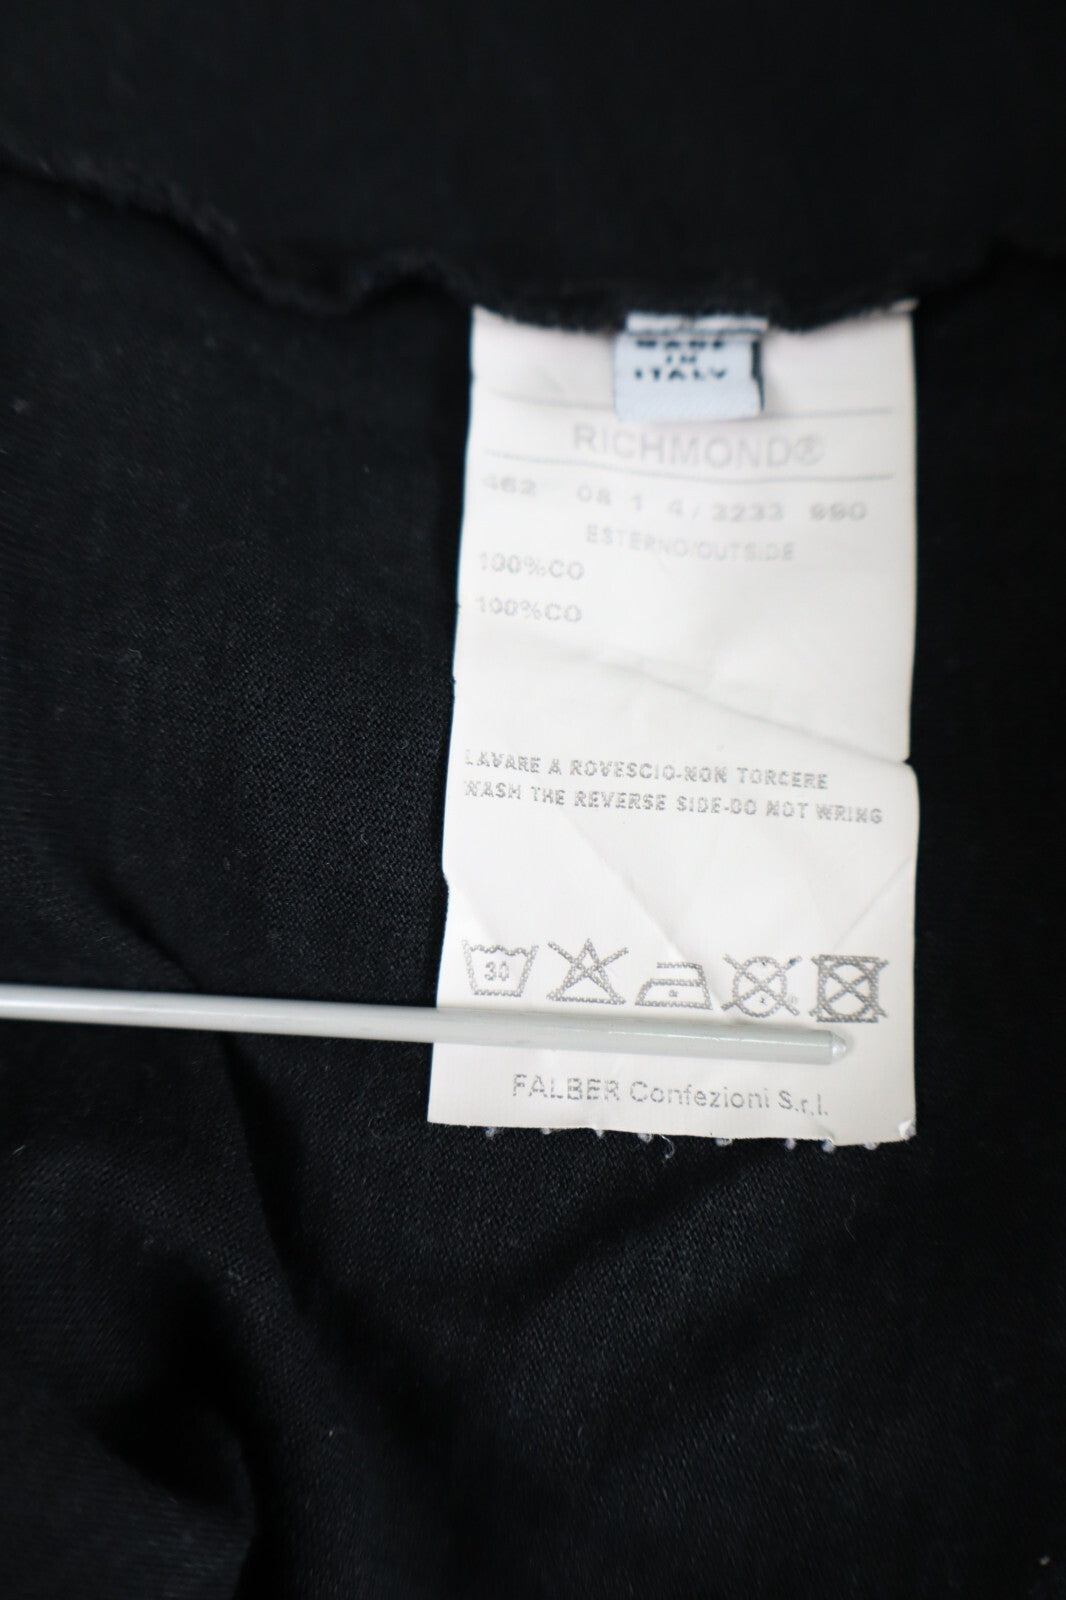 MADE
IN
ITALY
RICHMOND®
462 08 1 4/3233 990
ESTERNO/OUTSIDE
100%CO
100%CO
LAVARE A ROVESCIO-NON TORCERE
WASH THE REVERSE SIDE-DO NOT WRING
30
FALBER Confezioni S.r.l.